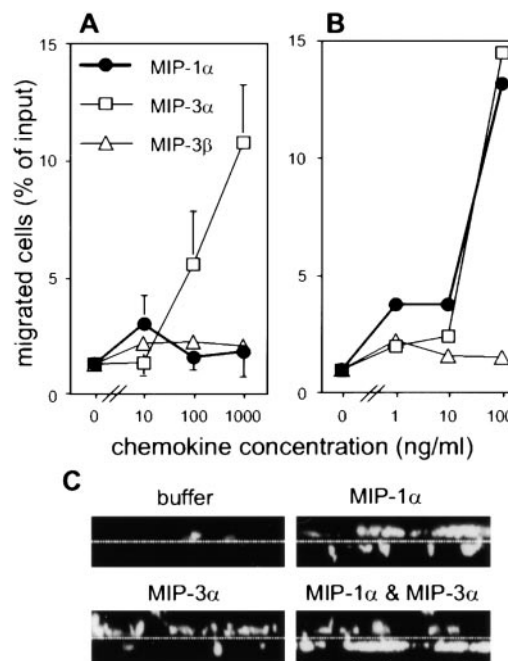 A
B
15
10
5
0
migrated cells (% of input)
MIP-1α
MIP-3α
MIP-3β
0 10 100 1000
15
10
5
0
0 1 10 100
chemokine concentration (ng/ml)
C
buffer MIP-1α
MIP-3α MIP-1α & MIP-3α